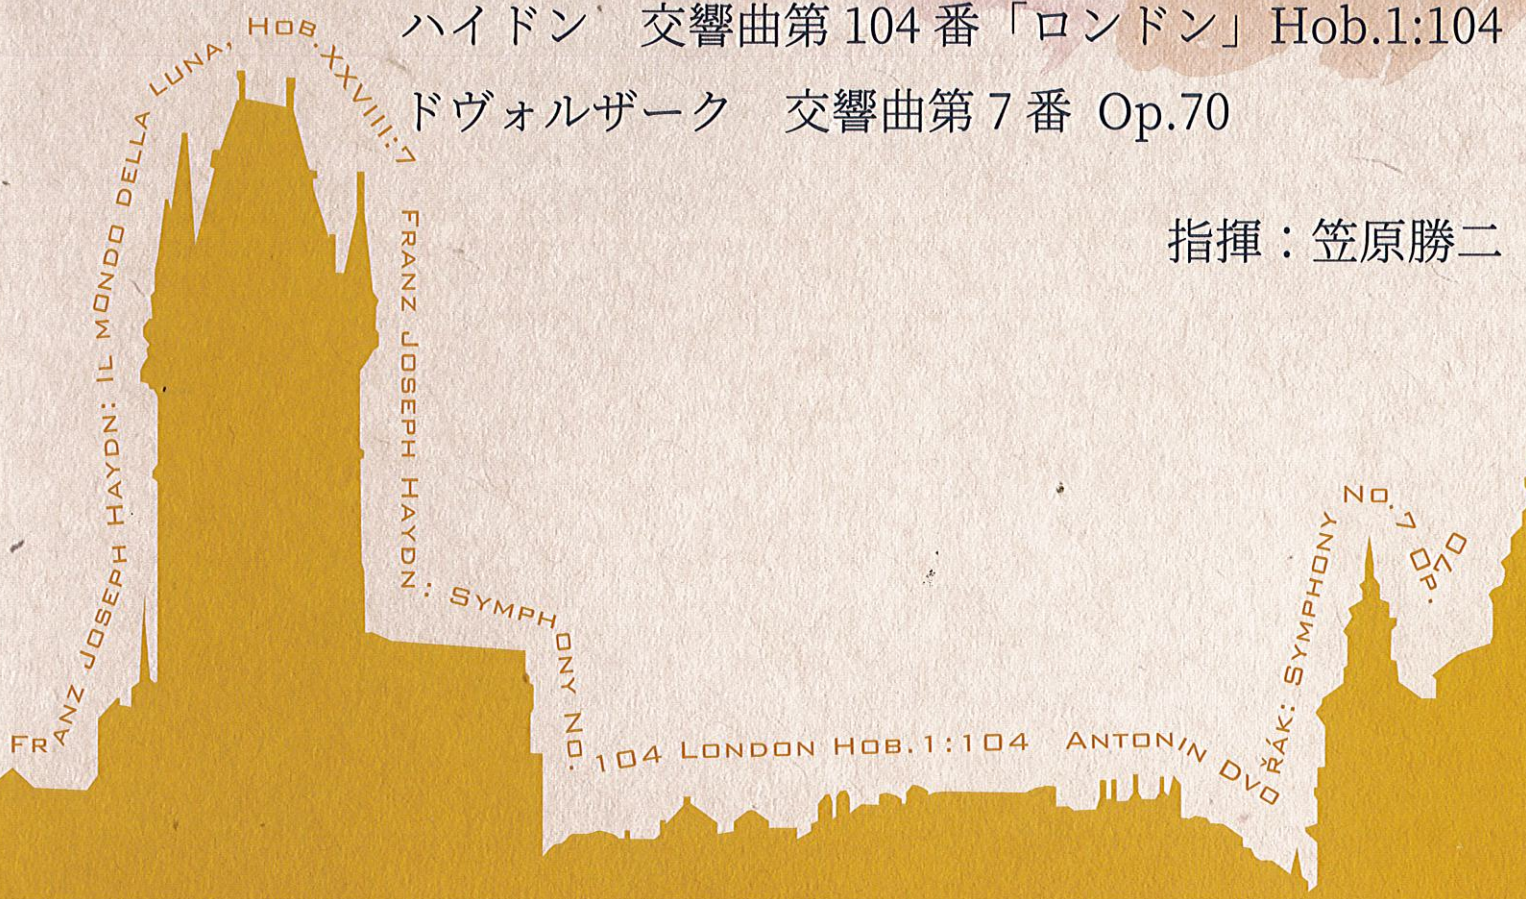 ハイドン　交響曲第 104 番「ロンドン」Hob.1:104
ドヴォルザーク　交響曲第 7 番 Op.70
指揮：笠原勝二
FRANZ JOSEPH HAYDN: IL MONDO DELLA LUNA, HOB.XXVIII:7 FRANZ JOSEPH HAYDN: SYMPHONY NO.104 LONDON HOB.1:104 ANTONIN DVOŘÁK: SYMPHONY NO.7 OP.70